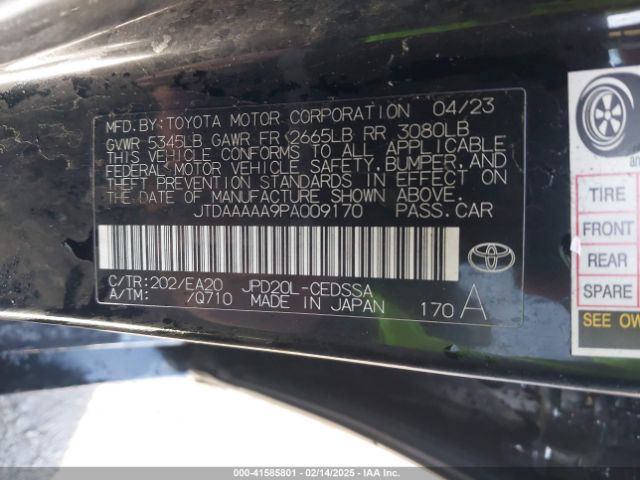 MFD.BY:TOYOTA MOTOR CORPORATION 04/23
GVWR 5345LB GAWR FR 2665LB RR 3080LB
THIS VEHICLE CONFORMS TO ALL APPLICABLE
FEDERAL MOTOR VEHICLE SAFETY, BUMPER, AND
THEFT PREVENTION STANDARDS IN EFFECT ON
THE DATE OF MANUFACTURE SHOWN ABOVE.
JTDAAAAA9PA009170 PASS.CAR
C/TR:202/EA20 JPD20L-CEDSSA
A/TM: /Q710 MADE IN JAPAN 170 A
TIRE
FRONT
REAR
SPARE
SEE OW
000-41585801 - 02/14/2025 - IAA Inc.